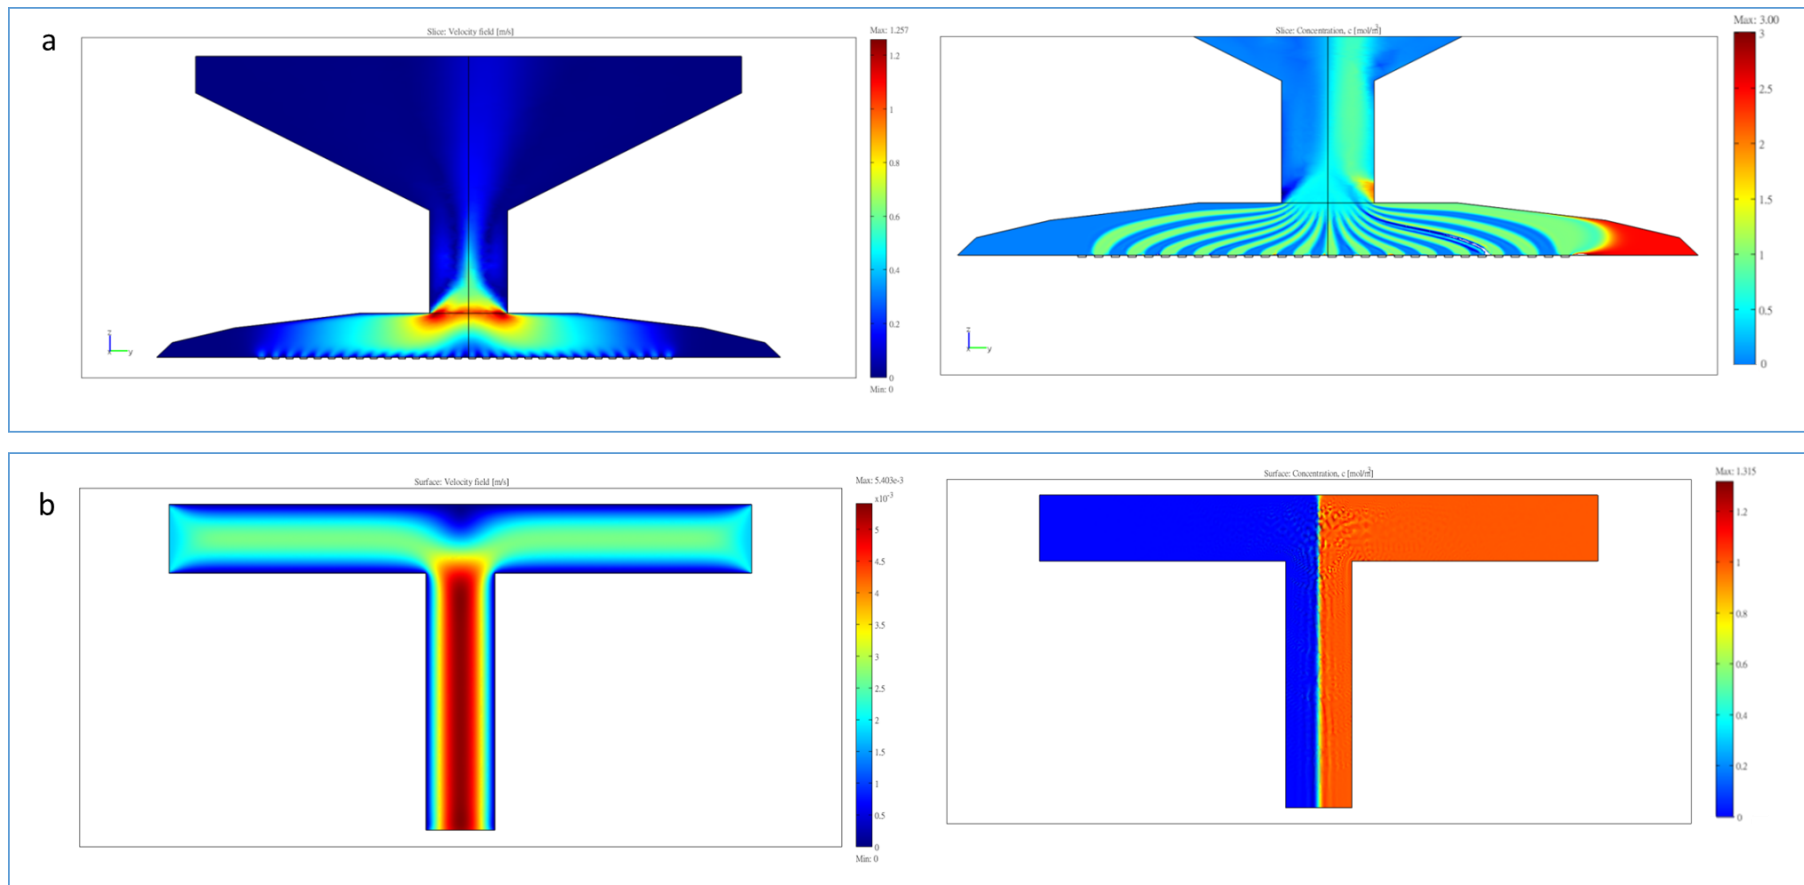 a
Slice: Velocity field [m/s]
Max: 1.257
1.2
1
0.8
0.6
0.4
0.2
0
Min: 0
z
y
Slice: Concentration, c [mol/m³]
Max: 3.00
3
2.5
2
1.5
1
0.5
0
z
y
b
Surface: Velocity field [m/s]
Max: 5.403e-3
x10⁻³
5
4.5
4
3.5
3
2.5
2
1.5
1
0.5
0
Min: 0
Surface: Concentration, c [mol/m³]
Max: 1.315
1.2
1
0.8
0.6
0.4
0.2
0